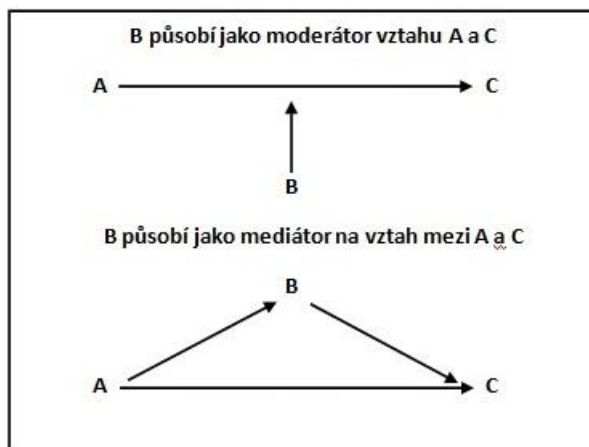 B působí jako moderátor vztahu A a C
A C
B
B působí jako mediátor na vztah mezi A a C
B
A C